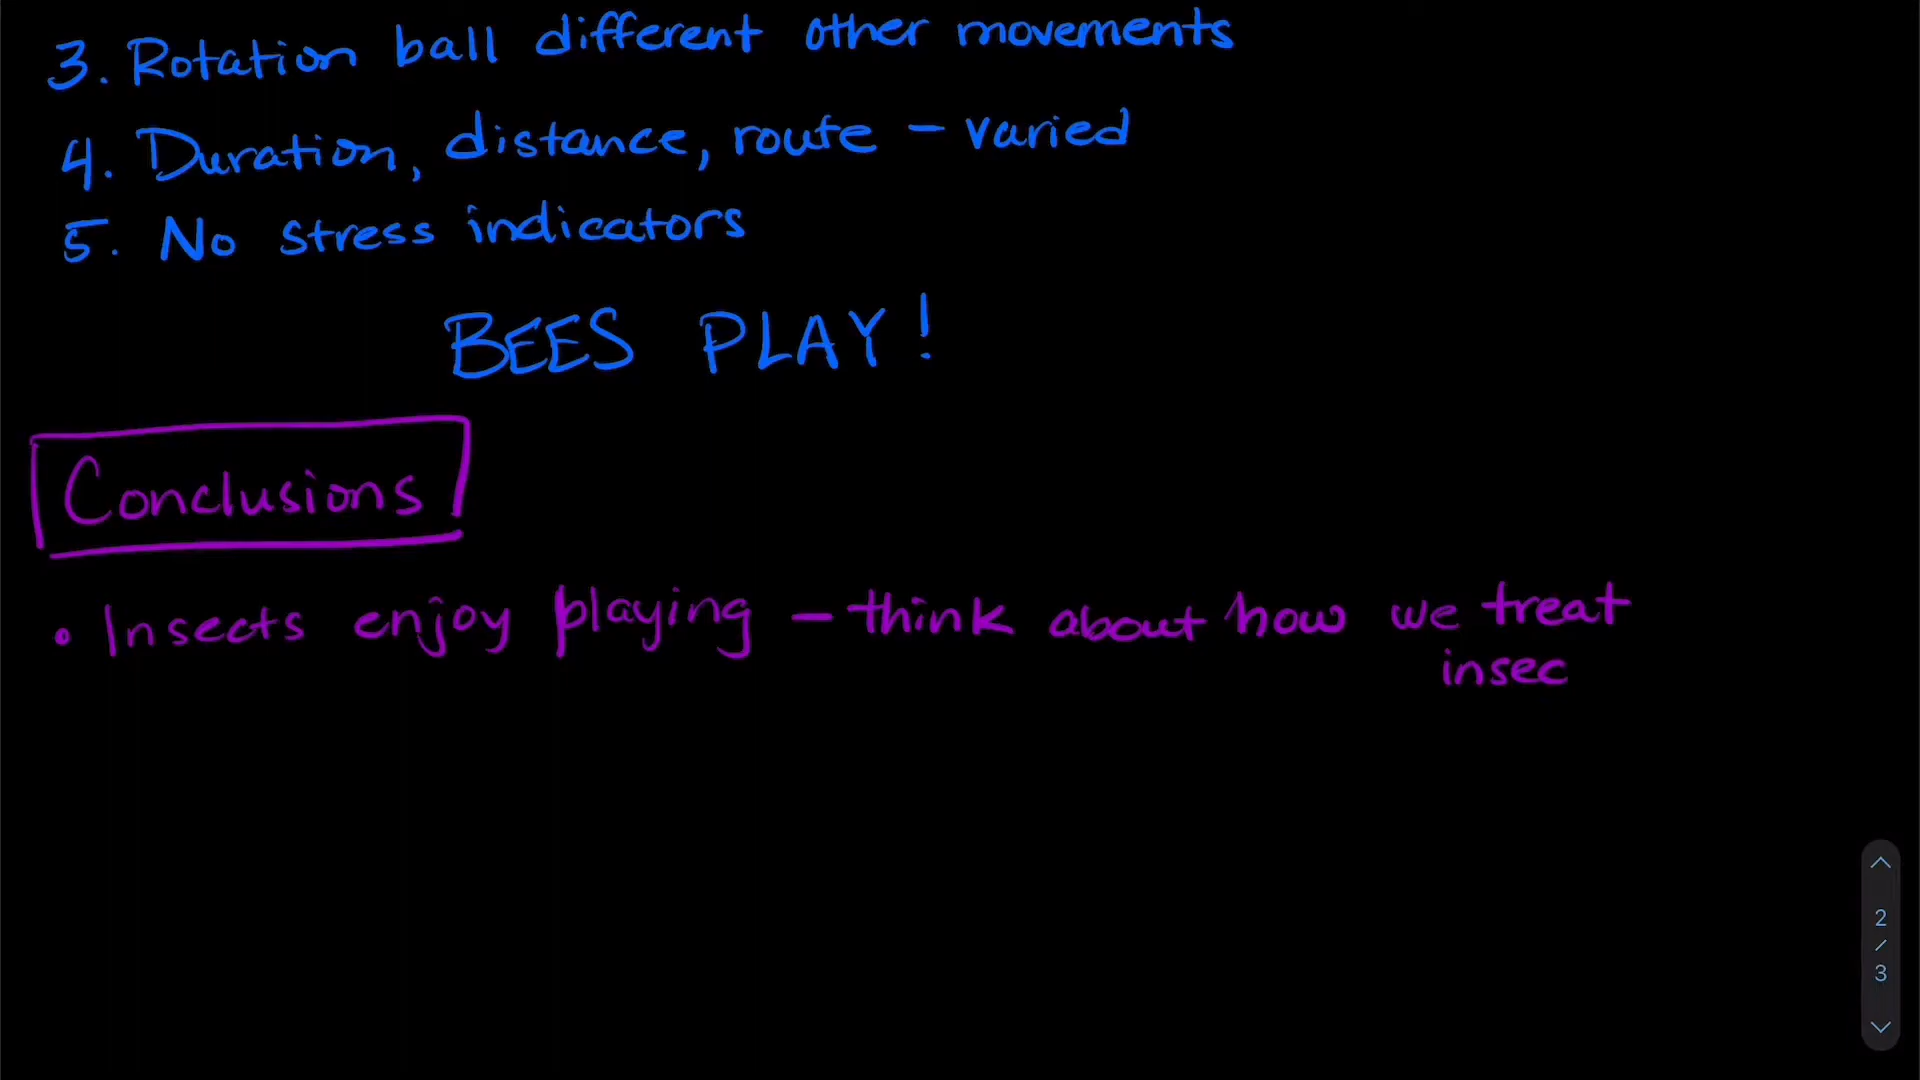 3. Rotation ball different other movements
4. Duration, distance, route - varied
5. No stress indicators
BEES PLAY!
Conclusions
• Insects enjoy playing - think about how we treat
insec
2
/
3